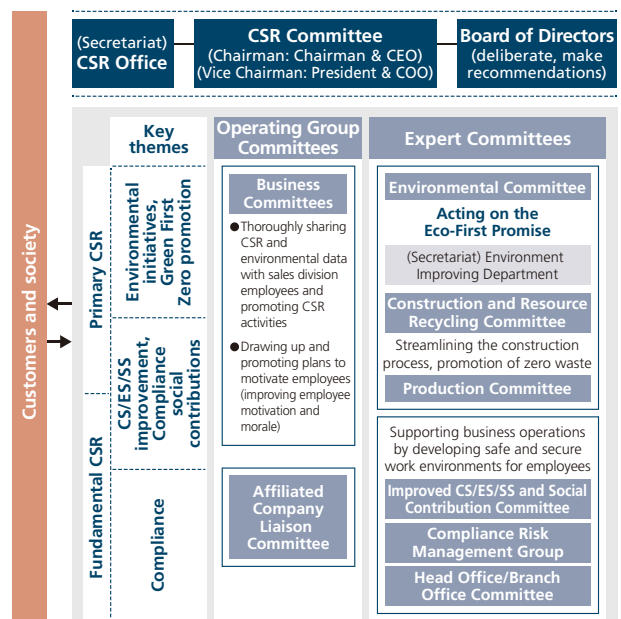 (Secretariat)
CSR Office
CSR Committee
(Chairman: Chairman & CEO)
(Vice Chairman: President & COO)
Board of Directors
(deliberate, make
recommendations)
Customers and society
Key
themes
Operating Group
Committees
Expert Committees
Primary CSR
Fundamental CSR
Environmental
initiatives,
Green First
Zero promotion
CS/ES/SS
improvement,
Compliance
social
contributions
Compliance
Business
Committees
●Thoroughly sharing
CSR and
environmental data
with sales division
employees and
promoting CSR
activities
●Drawing up and
promoting plans to
motivate employees
(improving employee
motivation and
morale)
Affiliated
Company
Liaison
Committee
Environmental Committee
Acting on the
Eco-First Promise
(Secretariat) Environment
Improving Department
Construction and Resource
Recycling Committee
Streamlining the construction
process, promotion of zero waste
Production Committee
Supporting business operations
by developing safe and secure
work environments for employees
Improved CS/ES/SS and Social
Contribution Committee
Compliance Risk
Management Group
Head Office/Branch
Office Committee